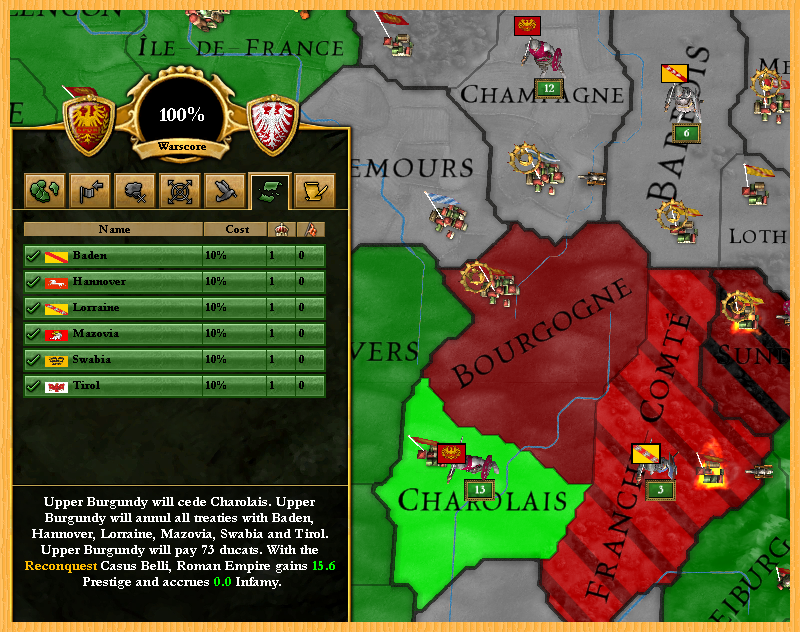 ENCON
ÎLE-DE-FRANCE
CHAMPAGNE
12
BARROIS
6
ME
E
100%
Warscore
EMOURS
LOTH
Name Cost
Baden 10% 1 0
Hannover 10% 1 0
Lorraine 10% 1 0
Mazovia 10% 1 0
Swabia 10% 1 0
Tirol 10% 1 0
BOURGOGNE
VERS
FRANCHE COMTÉ
SUNT
CHAROLAIS
13
3
EIBURG
Upper Burgundy will cede Charolais. Upper
Burgundy will annul all treaties with Baden,
Hannover, Lorraine, Mazovia, Swabia and Tirol.
Upper Burgundy will pay 73 ducats. With the
Reconquest Casus Belli, Roman Empire gains 15.6
Prestige and accrues 0.0 Infamy.